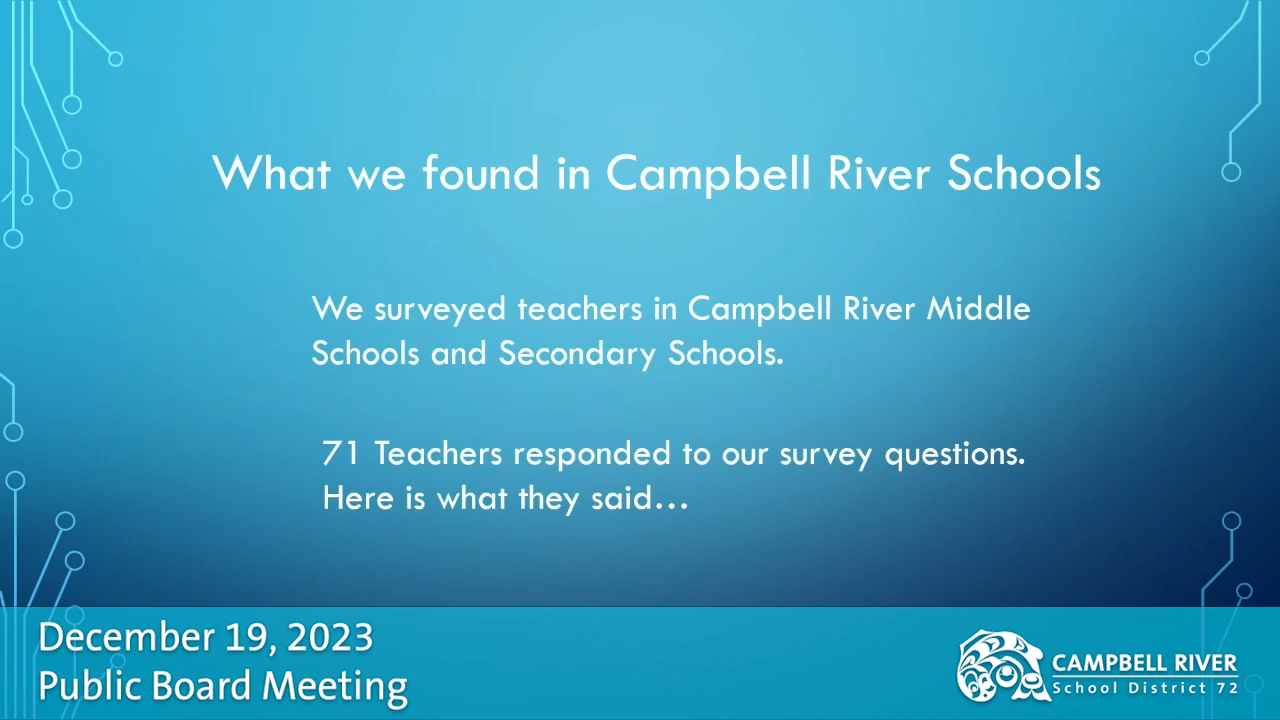 What we found in Campbell River Schools
We surveyed teachers in Campbell River Middle
Schools and Secondary Schools.
71 Teachers responded to our survey questions.
Here is what they said...
December 19, 2023
Public Board Meeting
CAMPBELL RIVER
School District 72